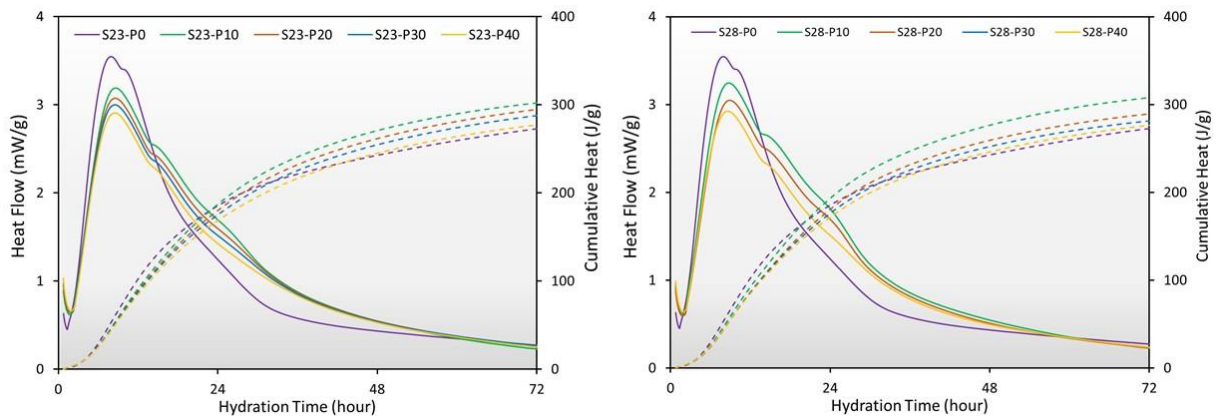 S23-P0 S23-P10 S23-P20 S23-P30 S23-P40
4
3
2
1
0
Heat Flow (mW/g)
400
300
200
100
0
Cumulative Heat (J/g)
0 24 48 72
Hydration Time (hour)
S28-P0 S28-P10 S28-P20 S28-P30 S28-P40
4
3
2
1
0
Heat Flow (mW/g)
400
300
200
100
0
Cumulative Heat (J/g)
0 24 48 72
Hydration Time (hour)